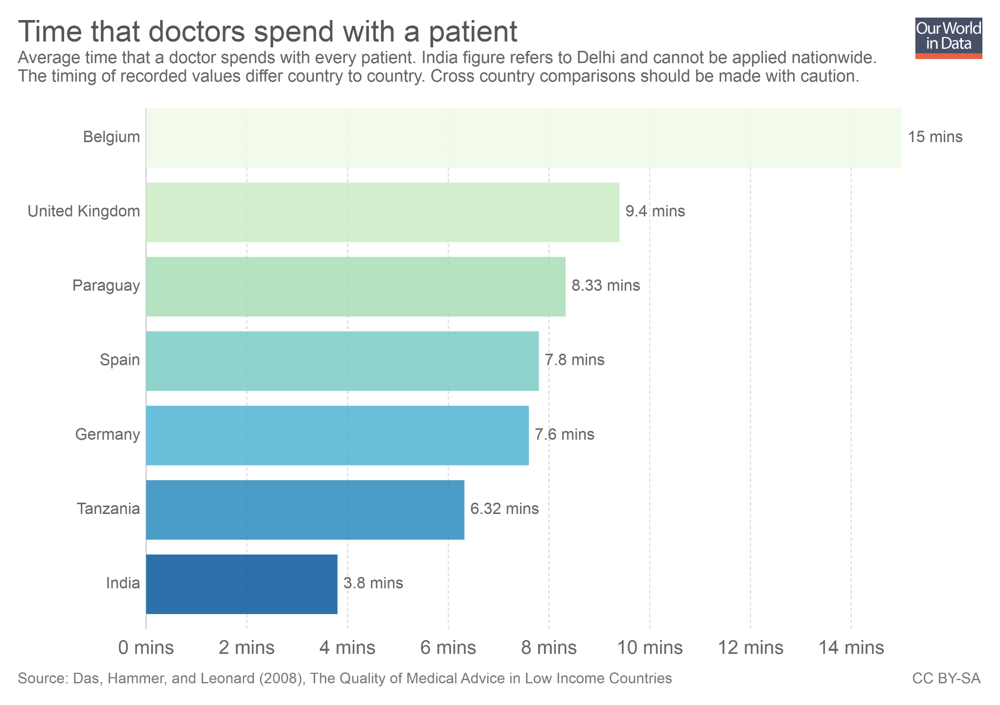 Time that doctors spend with a patient
Our World
in Data
Average time that a doctor spends with every patient. India figure refers to Delhi and cannot be applied nationwide.
The timing of recorded values differ country to country. Cross country comparisons should be made with caution.
Belgium 15 mins
United Kingdom 9.4 mins
Paraguay 8.33 mins
Spain 7.8 mins
Germany 7.6 mins
Tanzania 6.32 mins
India 3.8 mins
0 mins 2 mins 4 mins 6 mins 8 mins 10 mins 12 mins 14 mins
Source: Das, Hammer, and Leonard (2008), The Quality of Medical Advice in Low Income Countries CC BY-SA